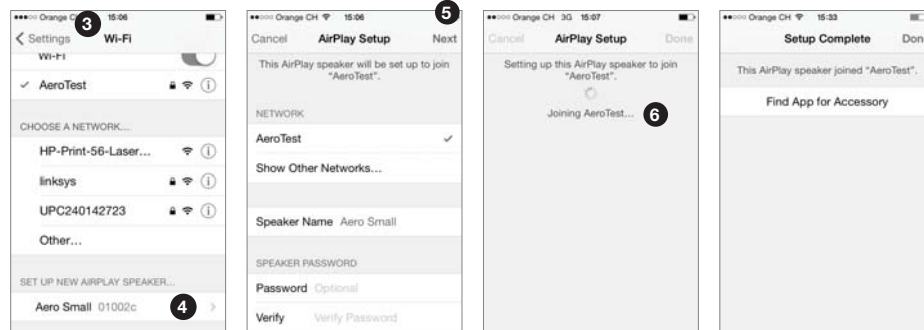 Orange C
3
15:06
Settings
Wi-Fi
Wi-Fi
AeroTest
CHOOSE A NETWORK...
HP-Print-56-Laser...
linksys
UPC240142723
Other...
SET UP NEW AIRPLAY SPEAKER...
Aero Small 01002c
4
Orange CH 15:06
5
Cancel AirPlay Setup Next
This AirPlay speaker will be set up to join
“AeroTest”.
NETWORK
AeroTest
Show Other Networks...
Speaker Name Aero Small
SPEAKER PASSWORD
Password Optional
Verify Verify Password
Orange CH 3G 15:07
Cancel AirPlay Setup Done
Setting up this AirPlay speaker to join
“AeroTest”.
Joining AeroTest...
6
Orange CH 15:33
Setup Complete Don
This AirPlay speaker joined “AeroTest”.
Find App for Accessory